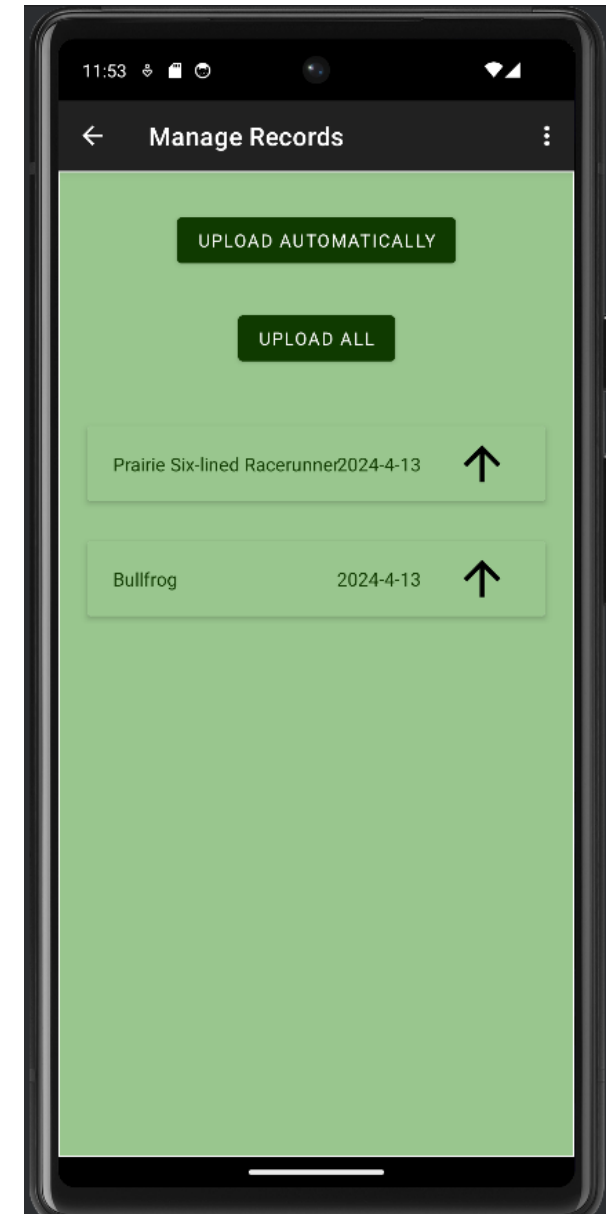 11:53
Manage Records
UPLOAD AUTOMATICALLY
UPLOAD ALL
Prairie Six-lined Racerunner2024-4-13
Bullfrog 2024-4-13